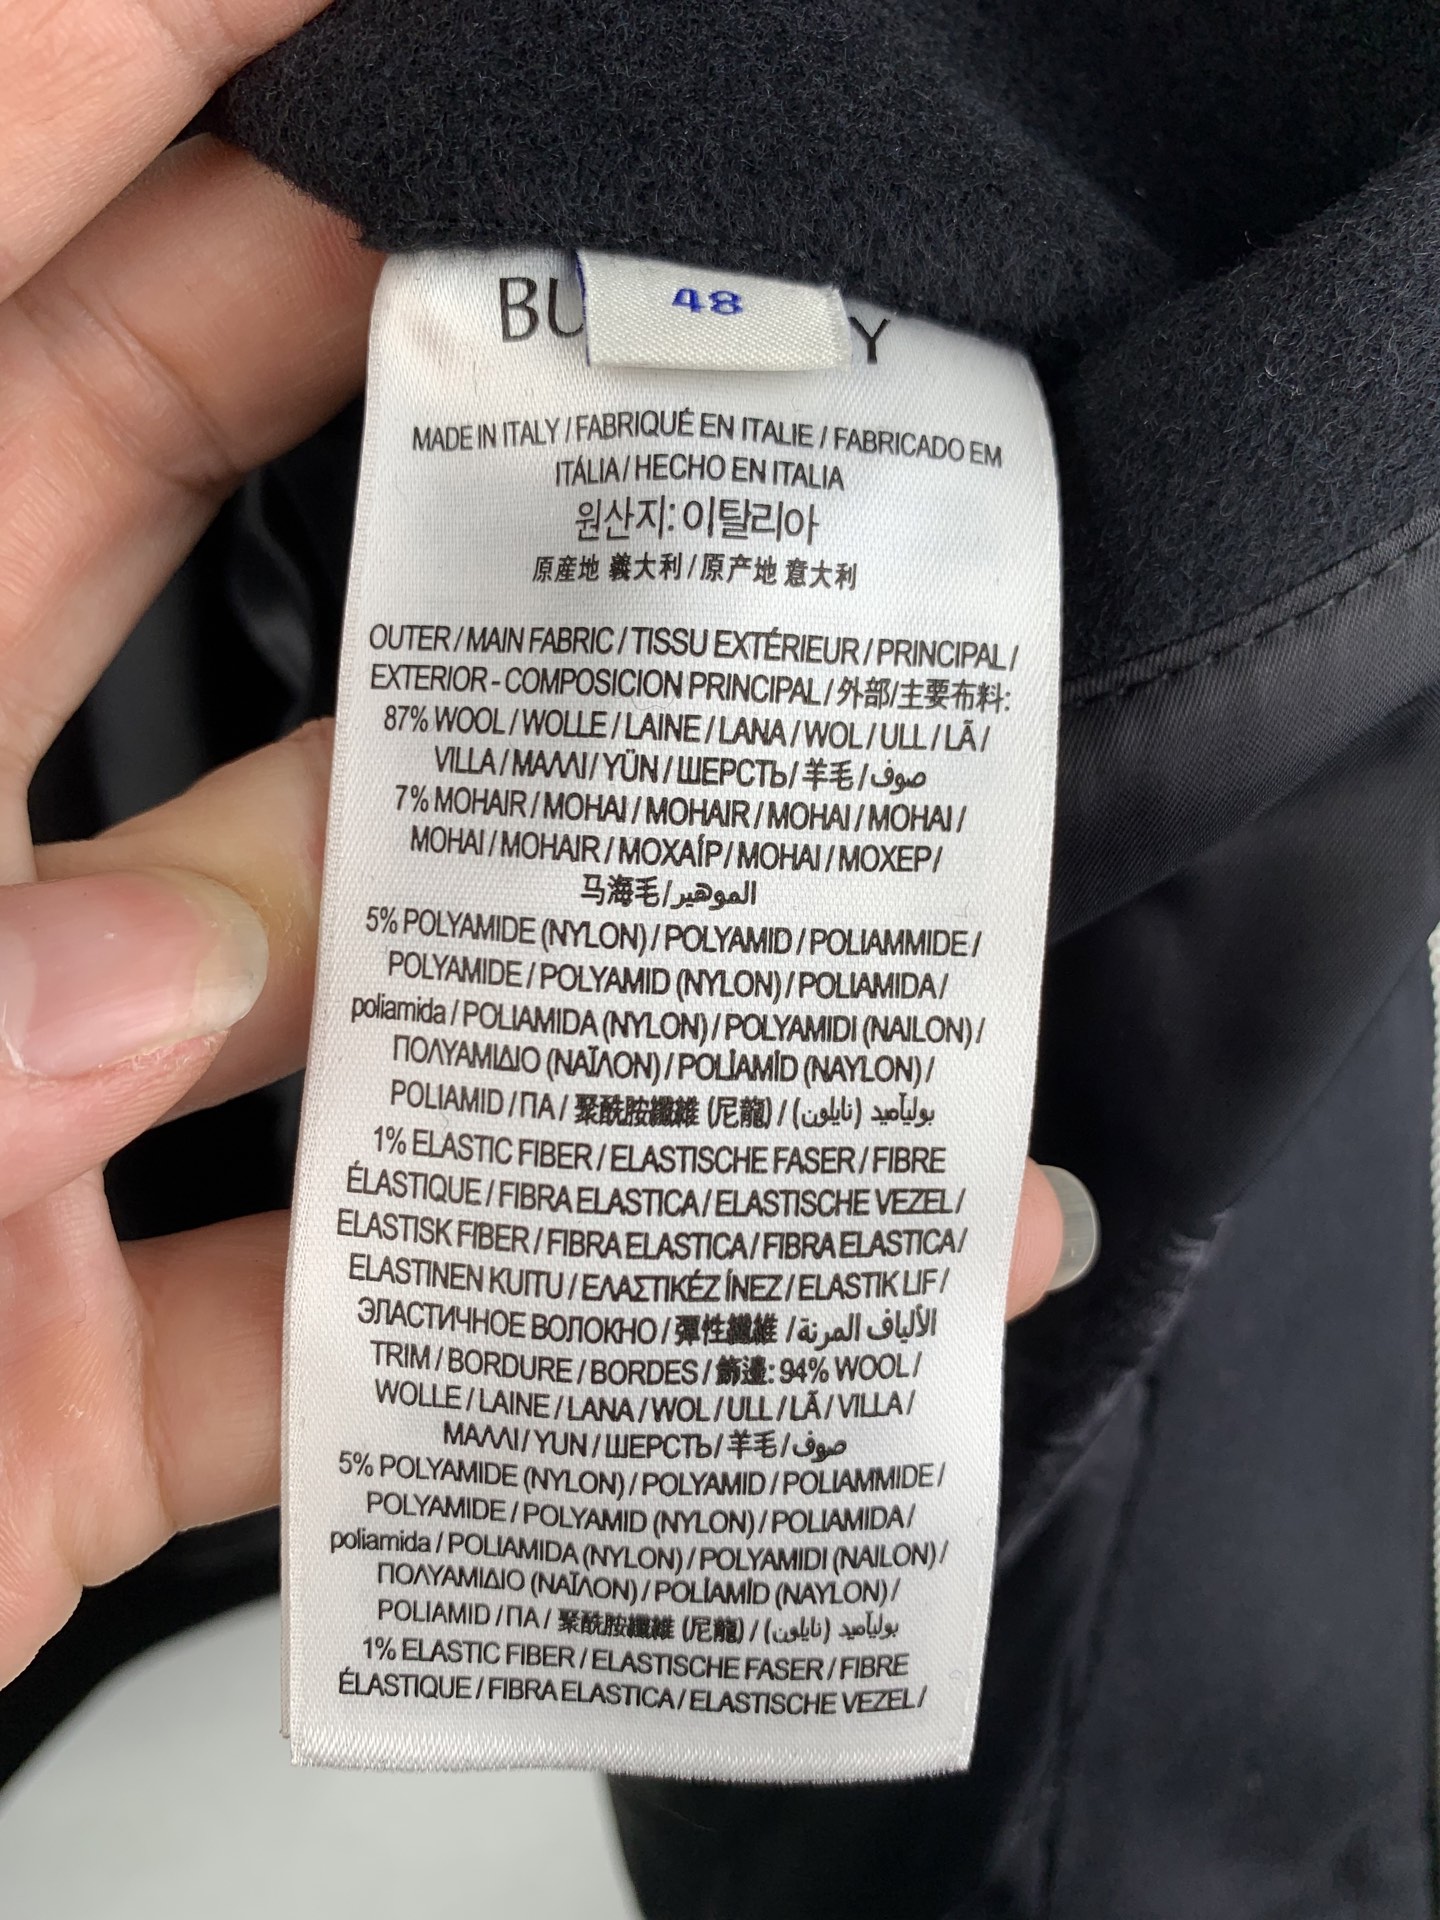 BU
48
Y
MADE IN ITALY / FABRIQUÉ EN ITALIE / FABRICADO EM
ITÁLIA / HECHO EN ITALIA
원산지: 이탈리아
原産地 義大利 / 原产地 意大利
OUTER / MAIN FABRIC / TISSU EXTÉRIEUR / PRINCIPAL /
EXTERIOR - COMPOSICION PRINCIPAL / 外部/主要布料:
87% WOOL / WOLLE / LAINE / LANA / WOL / ULL / LÃ /
VILLA / ΜΑΛΛΙ / YÜN / ШЕРСТЬ / 羊毛 / صوف
7% MOHAIR / MOHAI / MOHAIR / MOHAI / MOHAI /
MOHAI / MOHAIR / ΜΟΧΑΪ́Ρ / MOHAI / МОХЕР /
马海毛 / الموهير
5% POLYAMIDE (NYLON) / POLYAMID / POLIAMMIDE /
POLYAMIDE / POLYAMID (NYLON) / POLIAMIDA /
poliamida / POLIAMIDA (NYLON) / POLYAMIDI (NAILON) /
ΠΟΛΥΑΜΙΔΙΟ (ΝΑΪΛΟΝ) / POLİAMİD (NAYLON) /
POLIAMID / ПА / 聚酰胺纖維 (尼龍) / بولياميد (نايلون)
1% ELASTIC FIBER / ELASTISCHE FASER / FIBRE
ÉLASTIQUE / FIBRA ELASTICA / ELASTISCHE VEZEL /
ELASTISK FIBER / FIBRA ELASTICA / FIBRA ELASTICA /
ELASTINEN KUITU / ΕΛΑΣΤΙΚΈΖ ΊΝΕΖ / ELASTIK LIF /
ЭЛАСТИЧНОЕ ВОЛОКНО / 彈性纖維 / الألياف المرنة
TRIM / BORDURE / BORDES / 飾邊: 94% WOOL /
WOLLE / LAINE / LANA / WOL / ULL / LÃ / VILLA /
ΜΑΛΛΙ / YUN / ШЕРСТЬ / 羊毛 / صوف
5% POLYAMIDE (NYLON) / POLYAMID / POLIAMMIDE /
POLYAMIDE / POLYAMID (NYLON) / POLIAMIDA /
poliamida / POLIAMIDA (NYLON) / POLYAMIDI (NAILON) /
ΠΟΛΥΑΜΙΔΙΟ (ΝΑΪΛΟΝ) / POLİAMİD (NAYLON) /
POLIAMID / ПА / 聚酰胺纖維 (尼龍) / بولياميد (نايلون)
1% ELASTIC FIBER / ELASTISCHE FASER / FIBRE
ÉLASTIQUE / FIBRA ELASTICA / ELASTISCHE VEZEL /